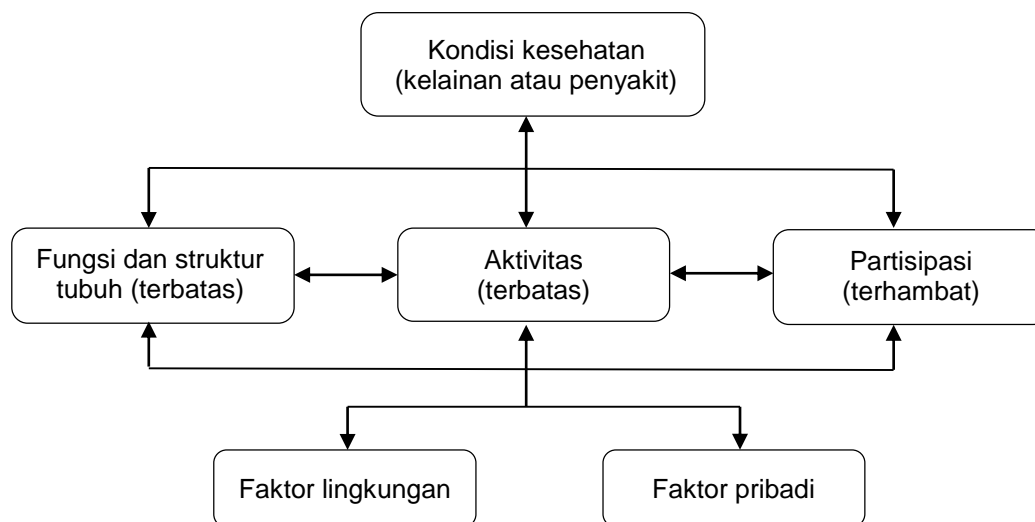 Kondisi kesehatan
(kelainan atau penyakit)
Fungsi dan struktur
tubuh (terbatas)
Aktivitas
(terbatas)
Partisipasi
(terhambat)
Faktor lingkungan
Faktor pribadi